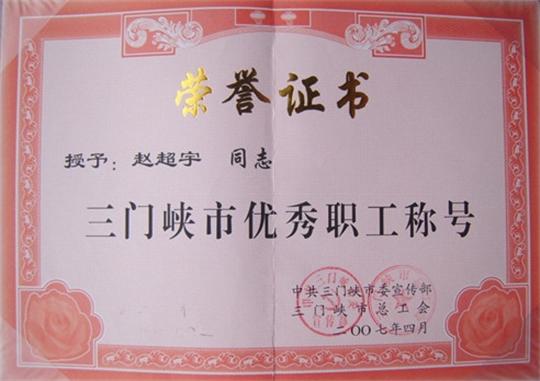 荣誉证书
授予：赵超宇 同志
三门峡市优秀职工称号
中共三门峡市委宣传部
三门峡市总工会
二〇〇七年四月